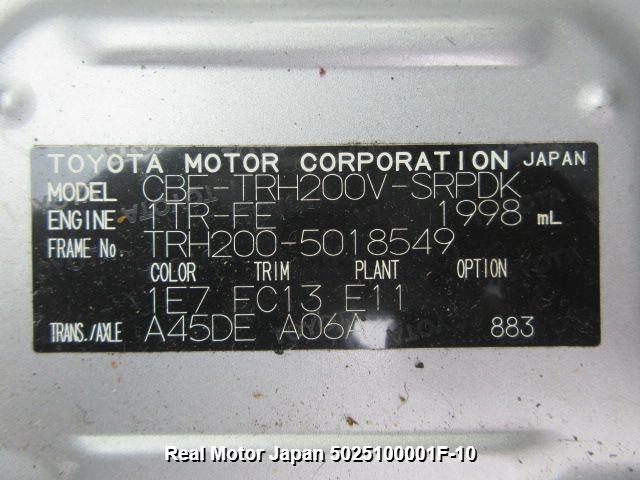 TOYOTA MOTOR CORPORATION JAPAN
MODEL CBF-TRH200V-SRPDK
ENGINE 1TR-FE 1998 mL
FRAME No. TRH200-5018549
COLOR TRIM PLANT OPTION
1E7 FC13 E11
TRANS./AXLE A45DE A06A 883
Real Motor Japan 5025100001F-10